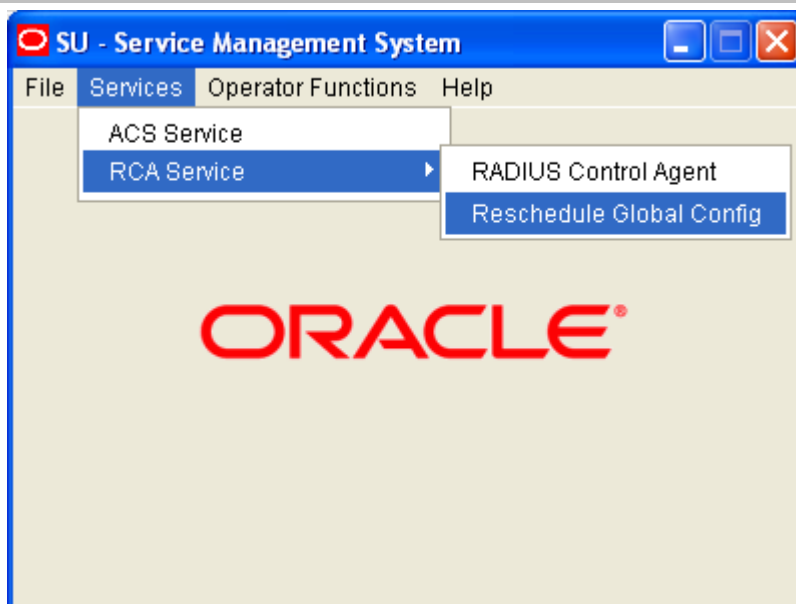 SU - Service Management System
File Services Operator Functions Help
ACS Service
RCA Service
RADIUS Control Agent
Reschedule Global Config
ORACLE®